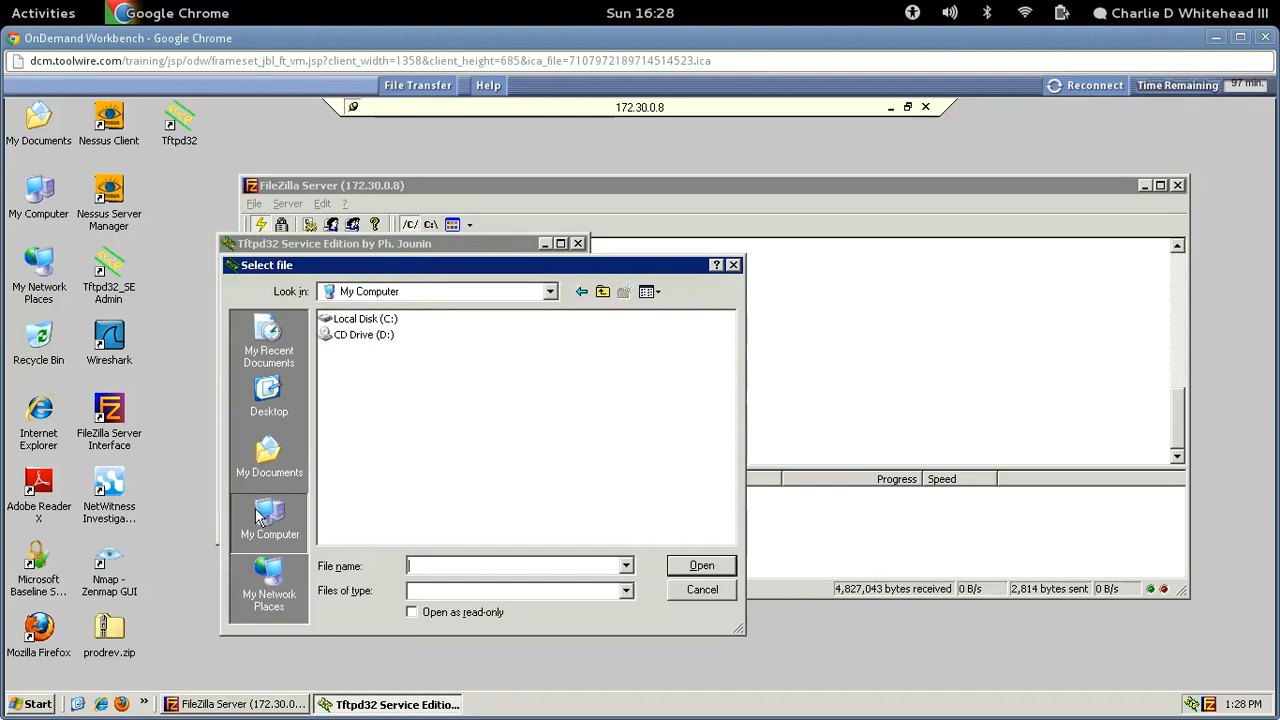 Activities
Google Chrome
Sun 16:28
Charlie D Whitehead III
OnDemand Workbench - Google Chrome
dcm.toolwire.com/training/jsp/odw/frameset_jbl_ft_vm.jsp?client_width=1358&client_height=685&ica_file=7107972189714514523.ica
File Transfer
Help
Reconnect
Time Remaining
97 min.
172.30.0.8
My Documents
Nessus Client
Tftpd32
My Computer
Nessus Server
Manager
My Network
Places
Tftpd32_SE
Admin
Recycle Bin
Wireshark
Internet
Explorer
FileZilla Server
Interface
Adobe Reader
X
NetWitness
Investiga...
Microsoft
Baseline S...
Nmap -
Zenmap GUI
Mozilla Firefox
prodrev.zip
FileZilla Server (172.30.0.8)
File
Server
Edit
?
/C/
C:\
Tftpd32 Service Edition by Ph. Jounin
Select file
Look in:
My Computer
Local Disk (C:)
CD Drive (D:)
My Recent
Documents
Desktop
My Documents
My Computer
My Network
Places
File name:
Open
Files of type:
Cancel
Open as read-only
Progress
Speed
4,827,043 bytes received
0 B/s
2,814 bytes sent
0 B/s
Start
FileZilla Server (172.30.0....
Tftpd32 Service Editio...
1:28 PM